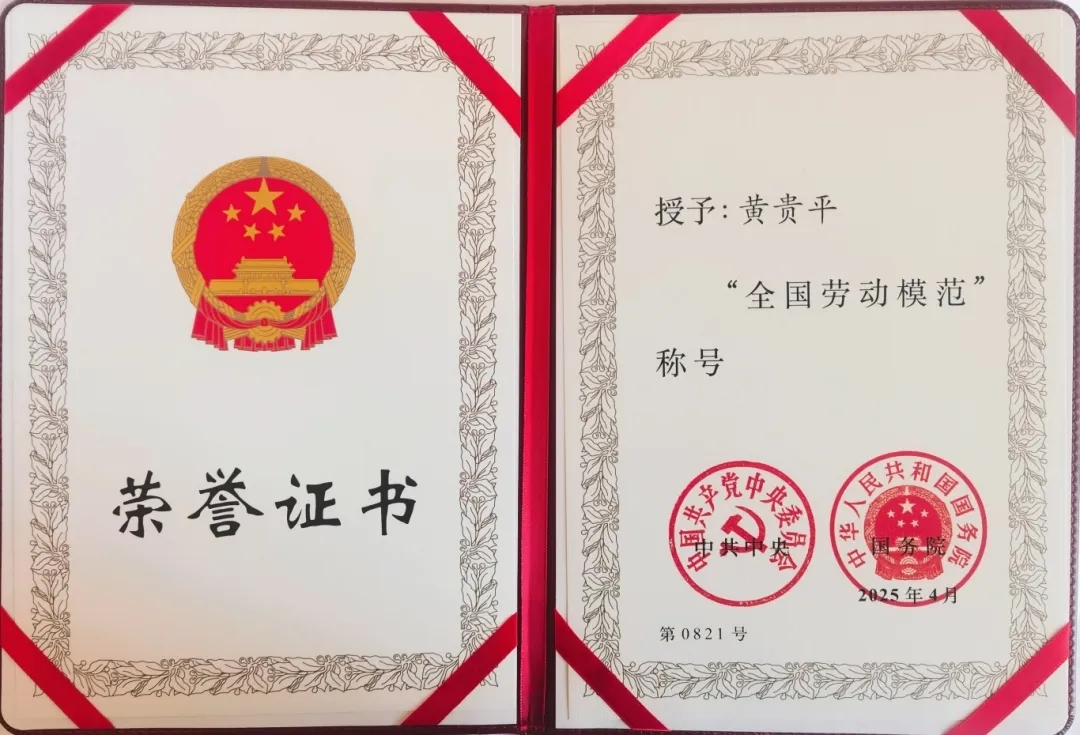 荣誉证书
授予：黄贵平
“全国劳动模范”
称号
中国共产党中央委员会
中共中央
中华人民共和国国务院
国务院
2025年4月
第0821号